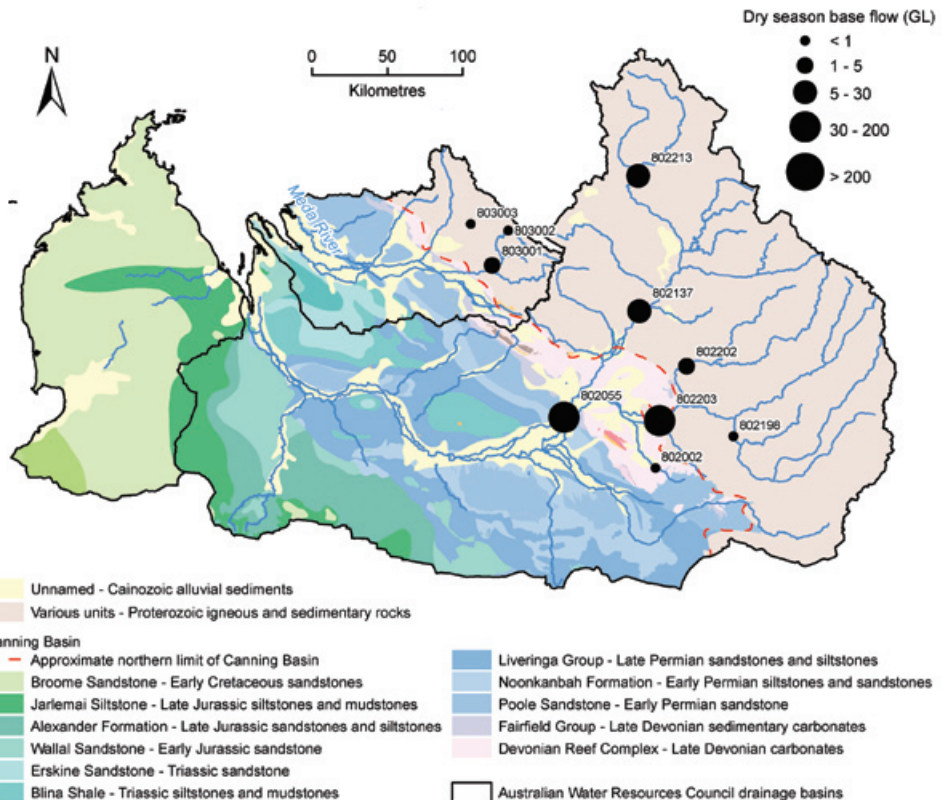 Dry season base flow (GL)
< 1
1 - 5
5 - 30
30 - 200
> 200
N
0 50 100
Kilometres
Meda River
802213
803003
803002
803001
802137
802202
802055
802203
802198
802002
Unnamed - Cainozoic alluvial sediments
Various units - Proterozoic igneous and sedimentary rocks
anning Basin
Approximate northern limit of Canning Basin
Broome Sandstone - Early Cretaceous sandstones
Jarlemai Siltstone - Late Jurassic siltstones and mudstones
Alexander Formation - Late Jurassic sandstones and siltstones
Wallal Sandstone - Early Jurassic sandstone
Erskine Sandstone - Triassic sandstone
Blina Shale - Triassic siltstones and mudstones
Liveringa Group - Late Permian sandstones and siltstones
Noonkanbah Formation - Early Permian siltstones and sandstones
Poole Sandstone - Early Permian sandstone
Fairfield Group - Late Devonian sedimentary carbonates
Devonian Reef Complex - Late Devonian carbonates
Australian Water Resources Council drainage basins